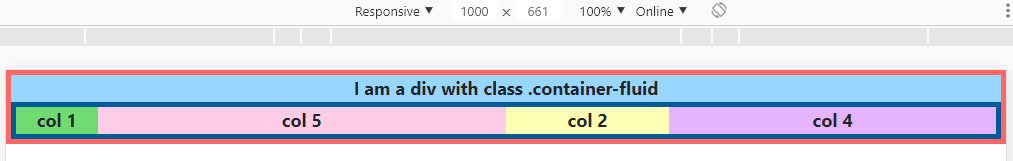 Responsive ▼ 1000 × 661 100% ▼ Online ▼
I am a div with class .container-fluid
col 1 col 5 col 2 col 4